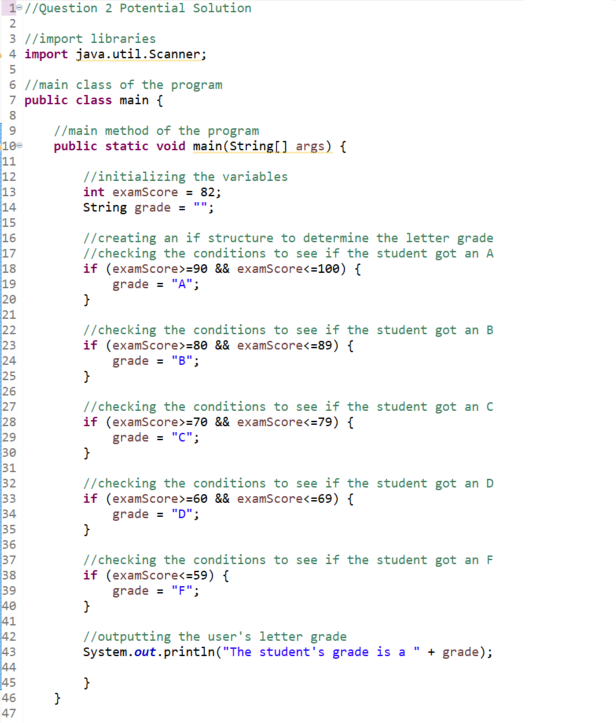 1 //Question 2 Potential Solution
2
3 //import libraries
4 import java.util.Scanner;
5
6 //main class of the program
7 public class main {
8
9     //main method of the program
10     public static void main(String[] args) {
11
12         //initializing the variables
13         int examScore = 82;
14         String grade = "";
15
16         //creating an if structure to determine the letter grade
17         //checking the conditions to see if the student got an A
18         if (examScore>=90 && examScore<=100) {
19             grade = "A";
20         }
21
22         //checking the conditions to see if the student got an B
23         if (examScore>=80 && examScore<=89) {
24             grade = "B";
25         }
26
27         //checking the conditions to see if the student got an C
28         if (examScore>=70 && examScore<=79) {
29             grade = "C";
30         }
31
32         //checking the conditions to see if the student got an D
33         if (examScore>=60 && examScore<=69) {
34             grade = "D";
35         }
36
37         //checking the conditions to see if the student got an F
38         if (examScore<=59) {
39             grade = "F";
40         }
41
42         //outputting the user's letter grade
43         System.out.println("The student's grade is a " + grade);
44
45         }
46     }
47